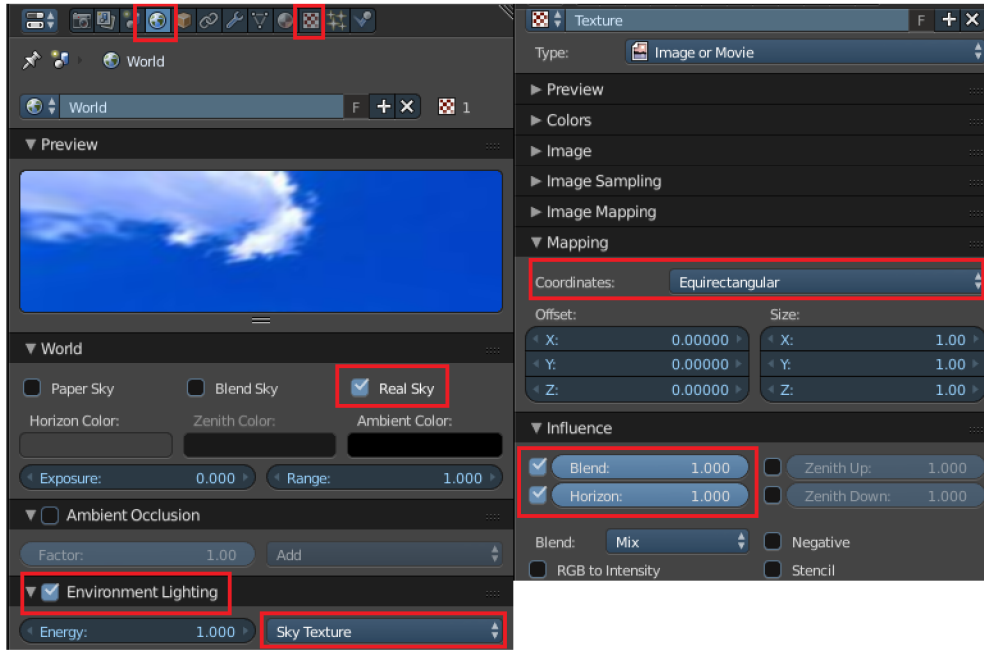 World
World F 1
Preview
World
Paper Sky Blend Sky Real Sky
Horizon Color: Zenith Color: Ambient Color:
Exposure: 0.000 Range: 1.000
Ambient Occlusion
Factor: 1.00 Add
Environment Lighting
Energy: 1.000 Sky Texture
Texture F
Type: Image or Movie
Preview
Colors
Image
Image Sampling
Image Mapping
Mapping
Coordinates: Equirectangular
Offset: Size:
X: 0.00000 X: 1.00
Y: 0.00000 Y: 1.00
Z: 0.00000 Z: 1.00
Influence
Blend: 1.000 Zenith Up: 1.000
Horizon: 1.000 Zenith Down: 1.000
Blend: Mix Negative
RGB to Intensity Stencil